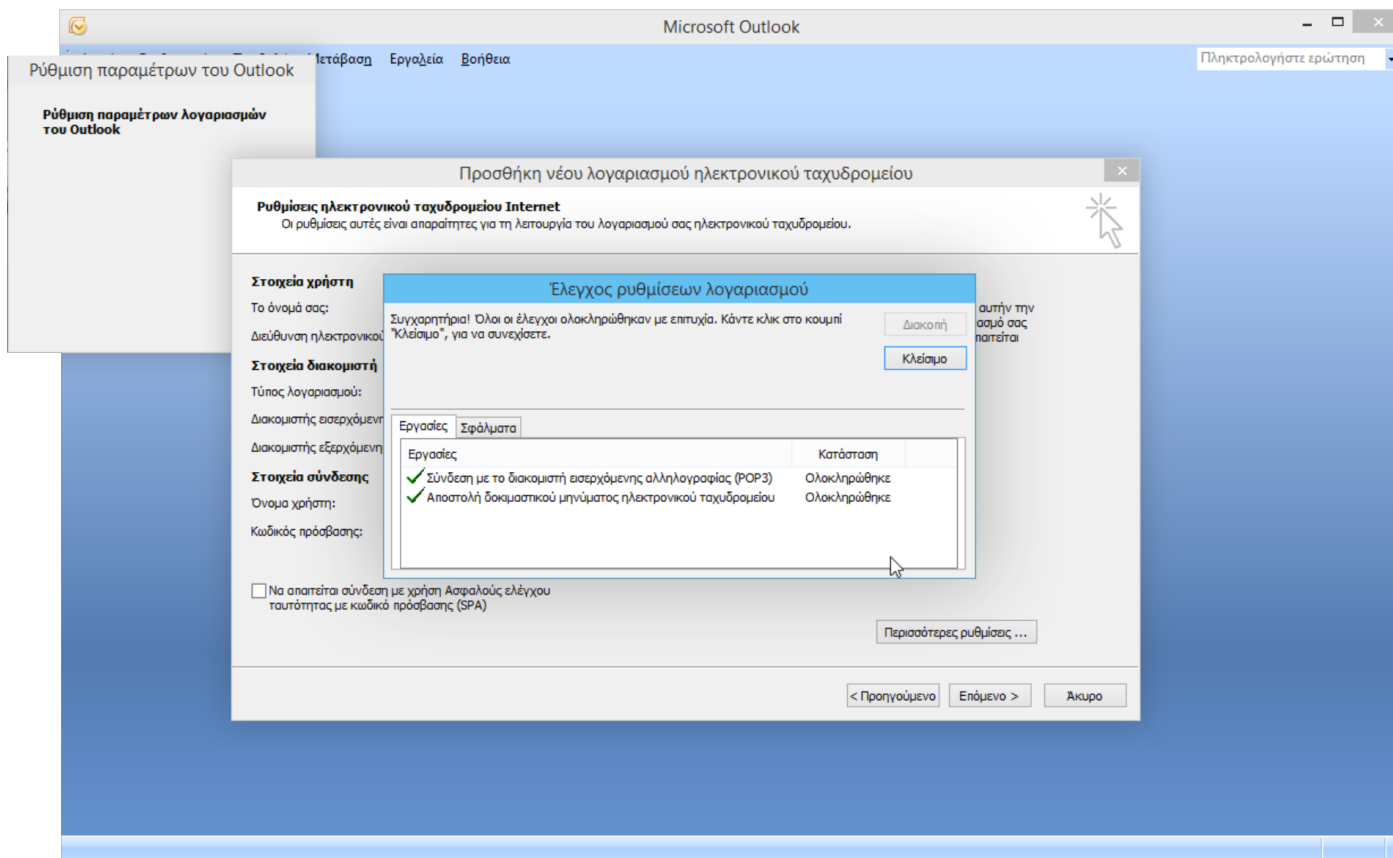 Microsoft Outlook
Μετάβαση Εργαλεία Βοήθεια
Πληκτρολογήστε ερώτηση
Ρύθμιση παραμέτρων του Outlook
Ρύθμιση παραμέτρων λογαριασμών
του Outlook
Προσθήκη νέου λογαριασμού ηλεκτρονικού ταχυδρομείου
Ρυθμίσεις ηλεκτρονικού ταχυδρομείου Internet
Οι ρυθμίσεις αυτές είναι απαραίτητες για τη λειτουργία του λογαριασμού σας ηλεκτρονικού ταχυδρομείου.
Στοιχεία χρήστη
Το όνομά σας:
αυτήν την
Διεύθυνση ηλεκτρονικού
Στοιχεία διακομιστή
Τύπος λογαριασμού:
Διακομιστής
Διακομιστής
Στοιχεία σύνδεσης
Όνομα χρήστη:
Κωδικός πρόσβασης:
Έλεγχος ρυθμίσεων λογαριασμού
Συγχαρητήρια! Όλοι οι έλεγχοι ολοκληρώθηκαν με επιτυχία. Κάντε κλικ στο κουμπί
"Κλείσιμο", για να συνεχίσετε.
Διακοπή
Κλείσιμο
Εργασίες Σφάλματα
Εργασίες Κατάσταση
Σύνδεση με το διακομιστή εισερχόμενης αλληλογραφίας (POP3) Ολοκληρώθηκε
Αποστολή δοκιμαστικού μηνύματος ηλεκτρονικού ταχυδρομείου Ολοκληρώθηκε
Να απαιτείται σύνδεση με χρήση Ασφαλούς ελέγχου
ταυτότητας με κωδικό πρόσβασης (SPA)
Περισσότερες ρυθμίσεις ...
< Προηγούμενο Επόμενο > Άκυρο